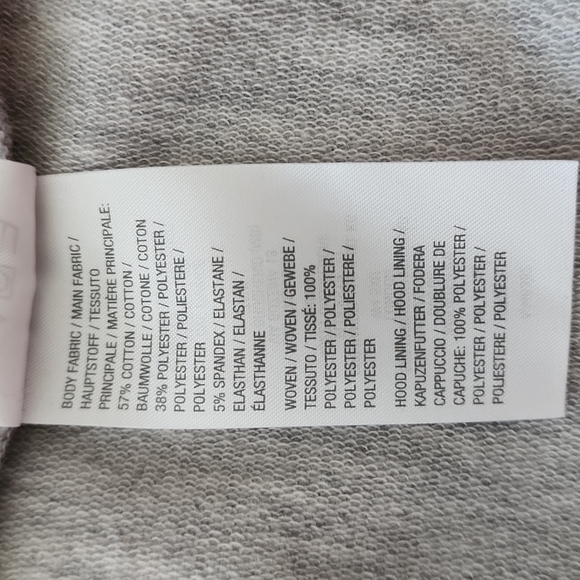 BODY FABRIC / MAIN FABRIC /
HAUPTSTOFF / TESSUTO
PRINCIPALE / MATIÈRE PRINCIPALE:
57% COTTON / COTTON /
BAUMWOLLE / COTONE / COTON
38% POLYESTER / POLYESTER /
POLYESTER / POLIESTERE /
POLYESTER
5% SPANDEX / ELASTANE /
ELASTHAN / ELASTAN /
ÉLASTHANNE
WOVEN / WOVEN / GEWEBE /
TESSUTO / TISSÉ: 100%
POLYESTER / POLYESTER /
POLYESTER / POLIESTERE /
POLYESTER
HOOD LINING / HOOD LINING /
KAPUZENFUTTER / FODERA
CAPPUCCIO / DOUBLURE DE
CAPUCHE: 100% POLYESTER /
POLYESTER / POLYESTER /
POLIESTERE / POLYESTER